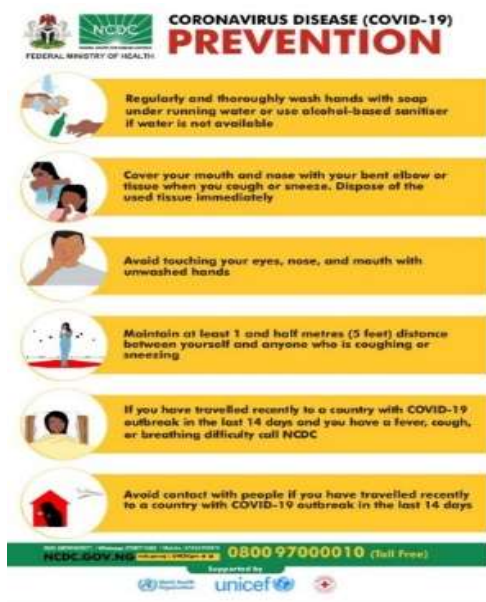 CORONAVIRUS DISEASE (COVID-19)
PREVENTION
NCDC
FEDERAL MINISTRY OF HEALTH
Regularly and thoroughly wash hands with soap
under running water or use alcohol-based sanitiser
if water is not available
Cover your mouth and nose with your bent elbow or
tissue when you cough or sneeze. Dispose of the
used tissue immediately
Avoid touching your eyes, nose, and mouth with
unwashed hands
Maintain at least 1 and half metres (5 feet) distance
between yourself and anyone who is coughing or
sneezing
If you have travelled recently to a country with COVID-19
outbreak in the last 14 days and you have a fever, cough,
or breathing difficulty call NCDC
Avoid contact with people if you have travelled recently
to a country with COVID-19 outbreak in the last 14 days
NCDC.GOV.NG
080097000010 (Toll Free)
Supported by
World Health
Organization
unicef